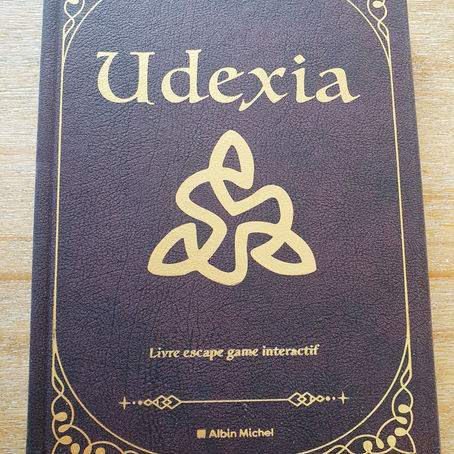 Udexia
Livre escape game interactif
Albin Michel